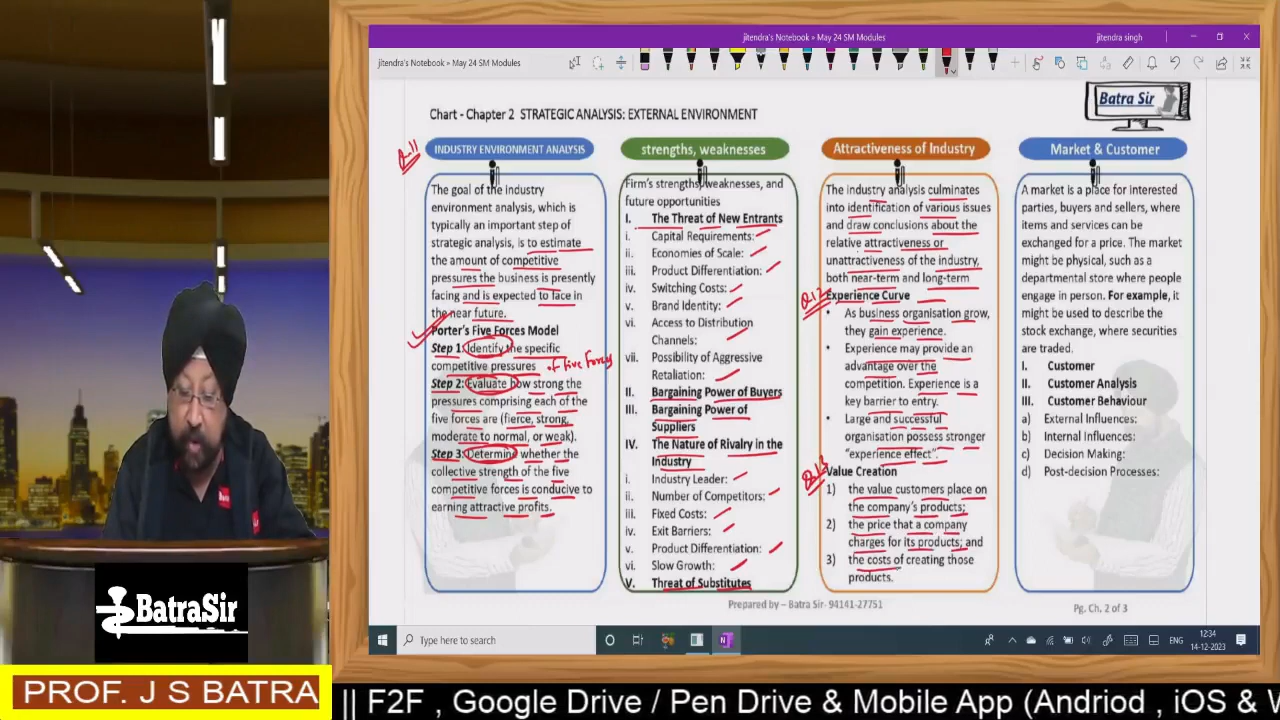 jitendra's Notebook » May 24 SM Modules
jitendra singh
jitendra's Notebook » May 24 SM Modules
Batra Sir
Chart - Chapter 2 STRATEGIC ANALYSIS: EXTERNAL ENVIRONMENT
Q.11
INDUSTRY ENVIRONMENT ANALYSIS
The goal of the industry
environment analysis, which is
typically an important step of
strategic analysis, is to estimate
the amount of competitive
pressures the business is presently
facing and is expected to face in
the near future.
Porter's Five Forces Model
Step 1: Identify the specific
competitive pressures of five forces
Step 2: Evaluate how strong the
pressures comprising each of the
five forces are (fierce, strong,
moderate to normal, or weak).
Step 3: Determine whether the
collective strength of the five
competitive forces is conducive to
earning attractive profits.
strengths, weaknesses
Firm's strengths, weaknesses, and
future opportunities
I. The Threat of New Entrants
i. Capital Requirements:
ii. Economies of Scale:
iii. Product Differentiation:
iv. Switching Costs:
v. Brand Identity:
vi. Access to Distribution
Channels:
vii. Possibility of Aggressive
Retaliation:
II. Bargaining Power of Buyers
III. Bargaining Power of
Suppliers
IV. The Nature of Rivalry in the
Industry
i. Industry Leader:
ii. Number of Competitors:
iii. Fixed Costs:
iv. Exit Barriers:
v. Product Differentiation:
vi. Slow Growth:
V. Threat of Substitutes
Attractiveness of Industry
The industry analysis culminates
into identification of various issues
and draw conclusions about the
relative attractiveness or
unattractiveness of the industry,
both near-term and long-term
Q.12
Experience Curve
• As business organisation grow,
they gain experience.
• Experience may provide an
advantage over the
competition. Experience is a
key barrier to entry.
• Large and successful
organisation possess stronger
"experience effect".
Q.13
Value Creation
1) the value customers place on
the company's products;
2) the price that a company
charges for its products; and
3) the costs of creating those
products.
Market & Customer
A market is a place for interested
parties, buyers and sellers, where
items and services can be
exchanged for a price. The market
might be physical, such as a
departmental store where people
engage in person. For example, it
might be used to describe the
stock exchange, where securities
are traded.
I. Customer
II. Customer Analysis
III. Customer Behaviour
a) External Influences:
b) Internal Influences:
c) Decision Making:
d) Post-decision Processes:
Prepared by – Batra Sir- 94141-27751
Pg. Ch. 2 of 3
Type here to search
ENG
12:34
14-12-2023
BatraSir
PROF. J S BATRA
|| F2F , Google Drive / Pen Drive & Mobile App (Andriod , iOS & W